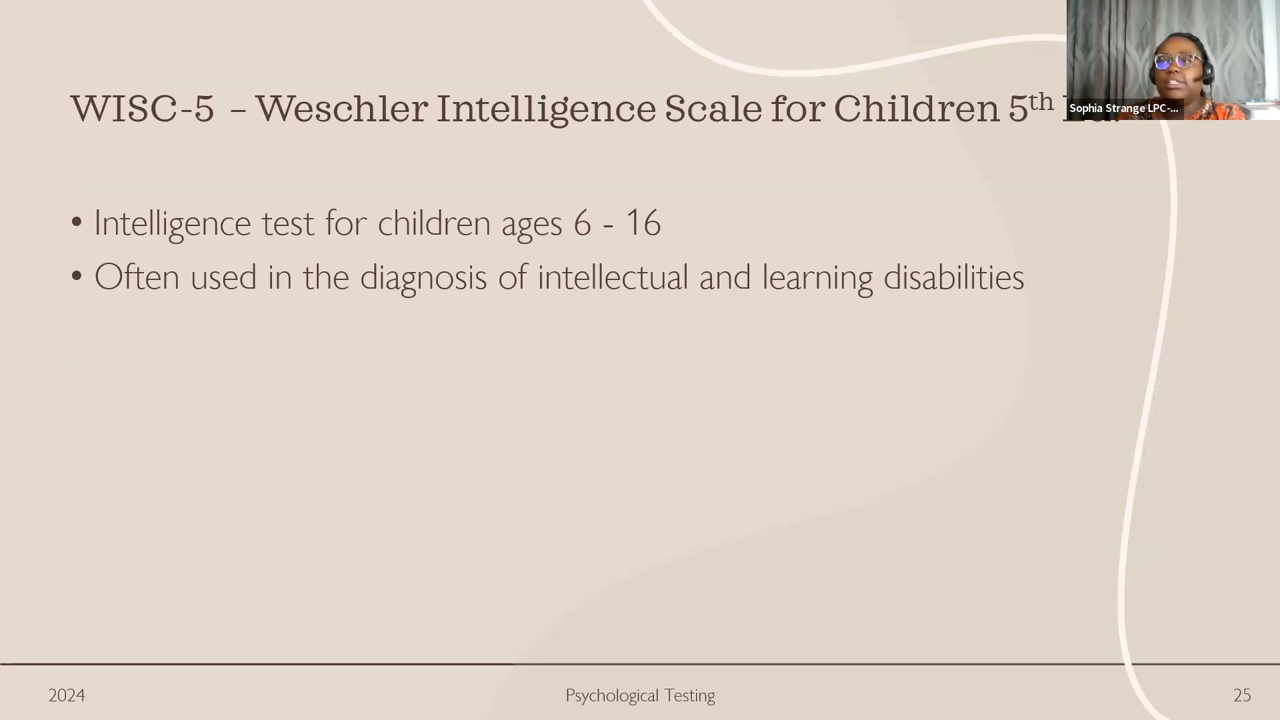 WISC-5 – Weschler Intelligence Scale for Children 5th
Sophia Strange LPC-...
• Intelligence test for children ages 6 - 16
• Often used in the diagnosis of intellectual and learning disabilities
2024
Psychological Testing
25